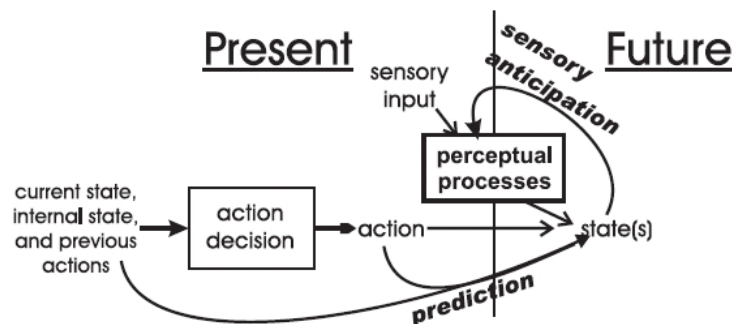 Present
Future
sensory
anticipation
sensory
input
perceptual
processes
current state,
internal state,
and previous
actions
action
decision
action
state(s)
prediction